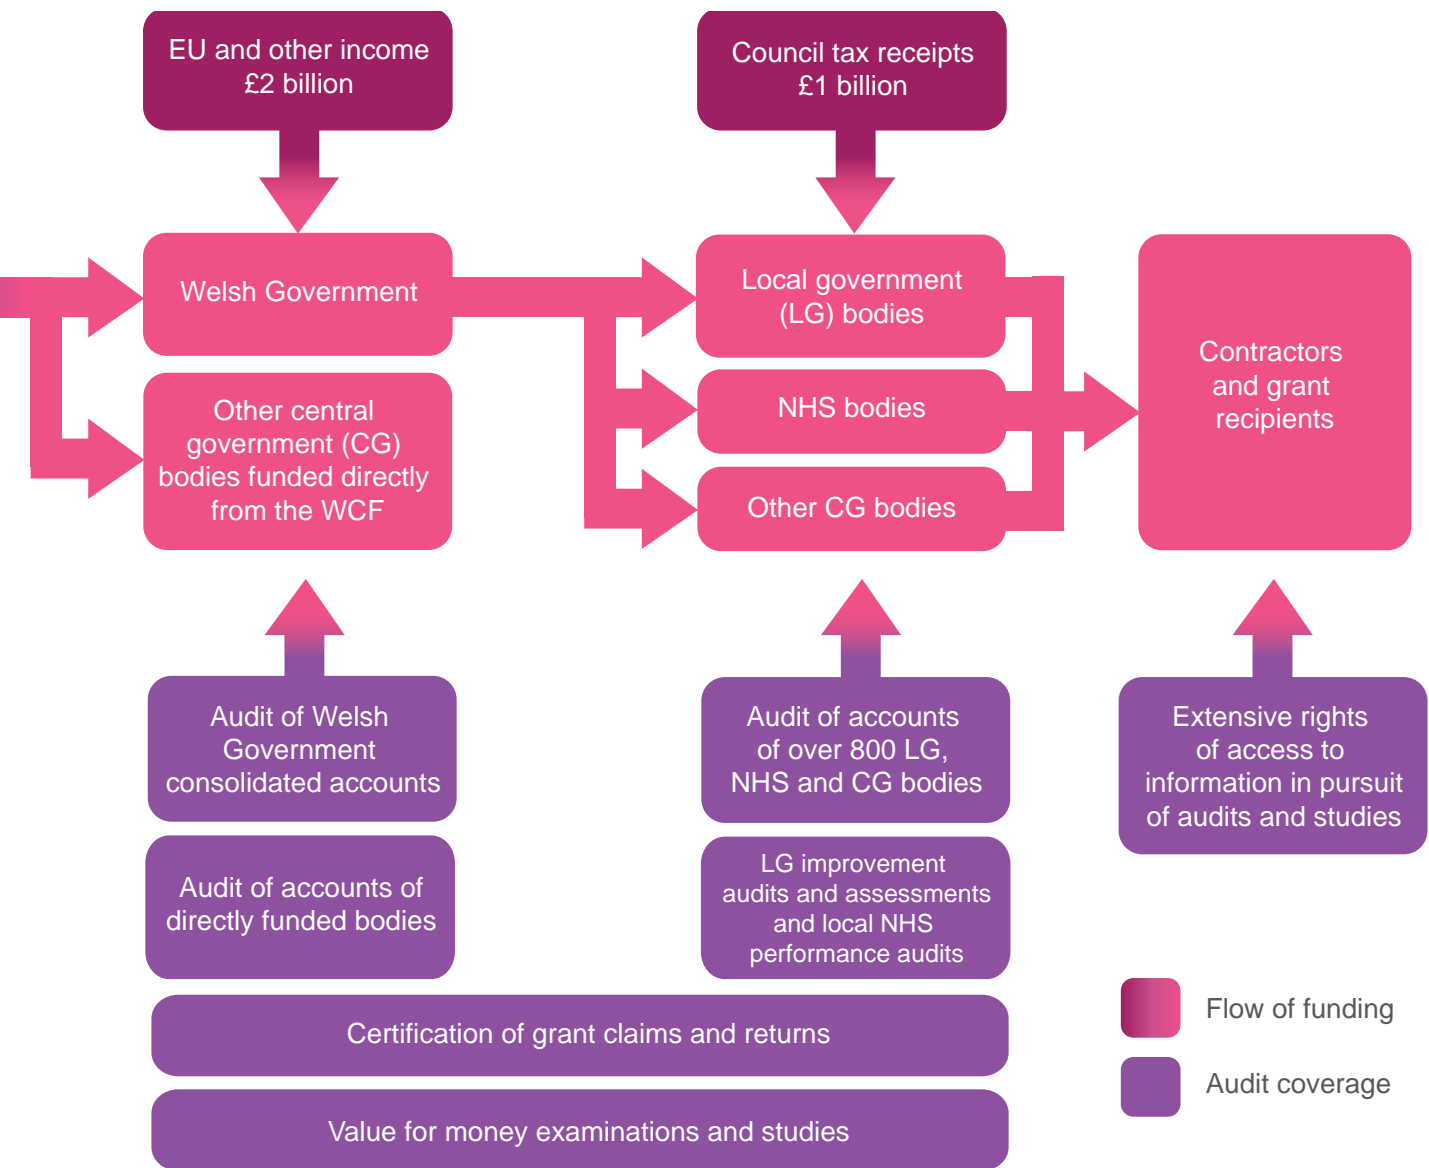 EU and other income
£2 billion
Council tax receipts
£1 billion
Welsh Government
Local government
(LG) bodies
Contractors
and grant
recipients
Other central
government (CG)
bodies funded directly
from the WCF
NHS bodies
Other CG bodies
Audit of Welsh
Government
consolidated accounts
Audit of accounts
of over 800 LG,
NHS and CG bodies
Extensive rights
of access to
information in pursuit
of audits and studies
Audit of accounts of
directly funded bodies
LG improvement
audits and assessments
and local NHS
performance audits
Certification of grant claims and returns
Value for money examinations and studies
Flow of funding
Audit coverage